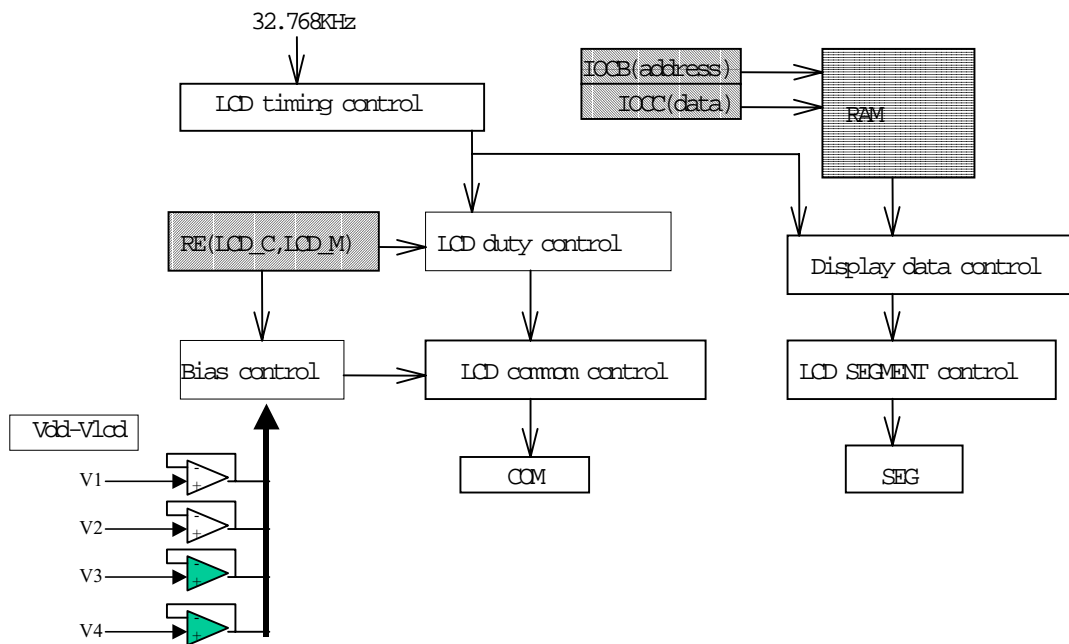 32.768KHz
LCD timing control
IOCB(address)
IOCC(data)
RAM
RE(LCD_C,LCD_M)
LCD duty control
Display data control
Bias control
LCD commom control
LCD SEGMENT control
Vdd-Vlcd
COM
SEG
V1
-
+
V2
-
+
V3
-
+
V4
-
+